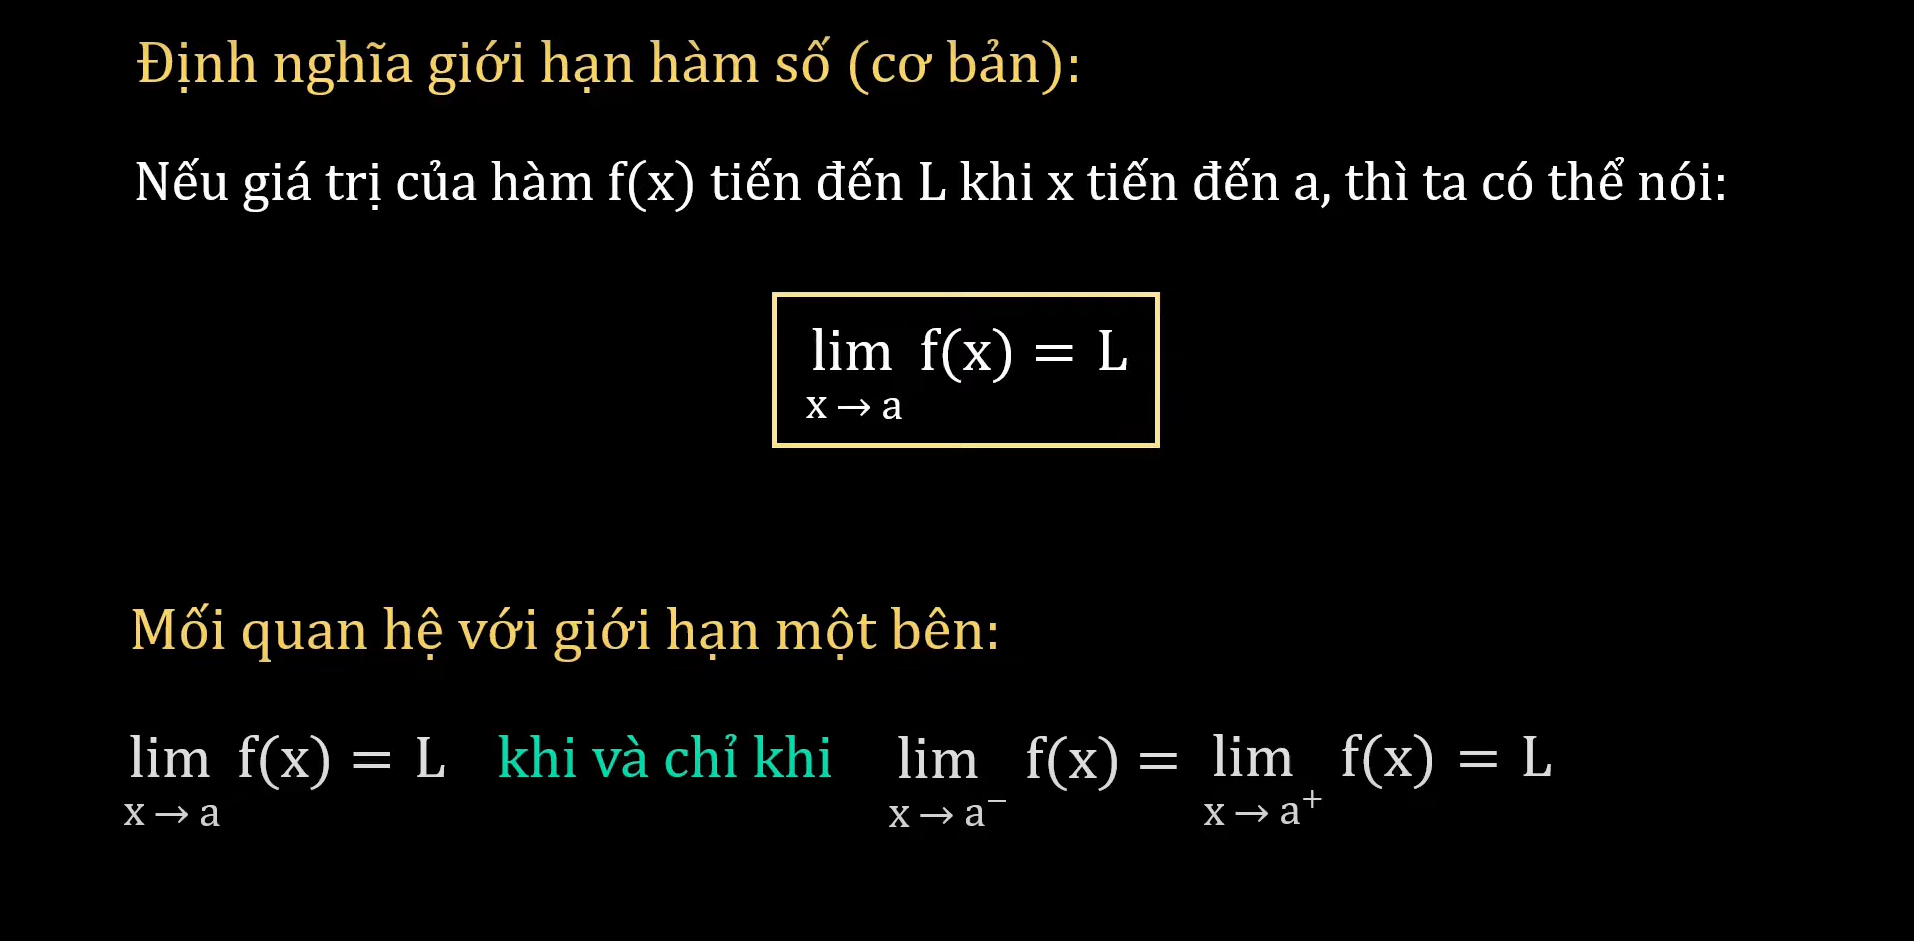 Định nghĩa giới hạn hàm số (cơ bản):
Nếu giá trị của hàm f(x) tiến đến L khi x tiến đến a, thì ta có thể nói:
lim f(x) = L
x → a
Mối quan hệ với giới hạn một bên:
lim f(x) = L khi và chỉ khi lim f(x) = lim f(x) = L
x → a x → a⁻ x → a⁺